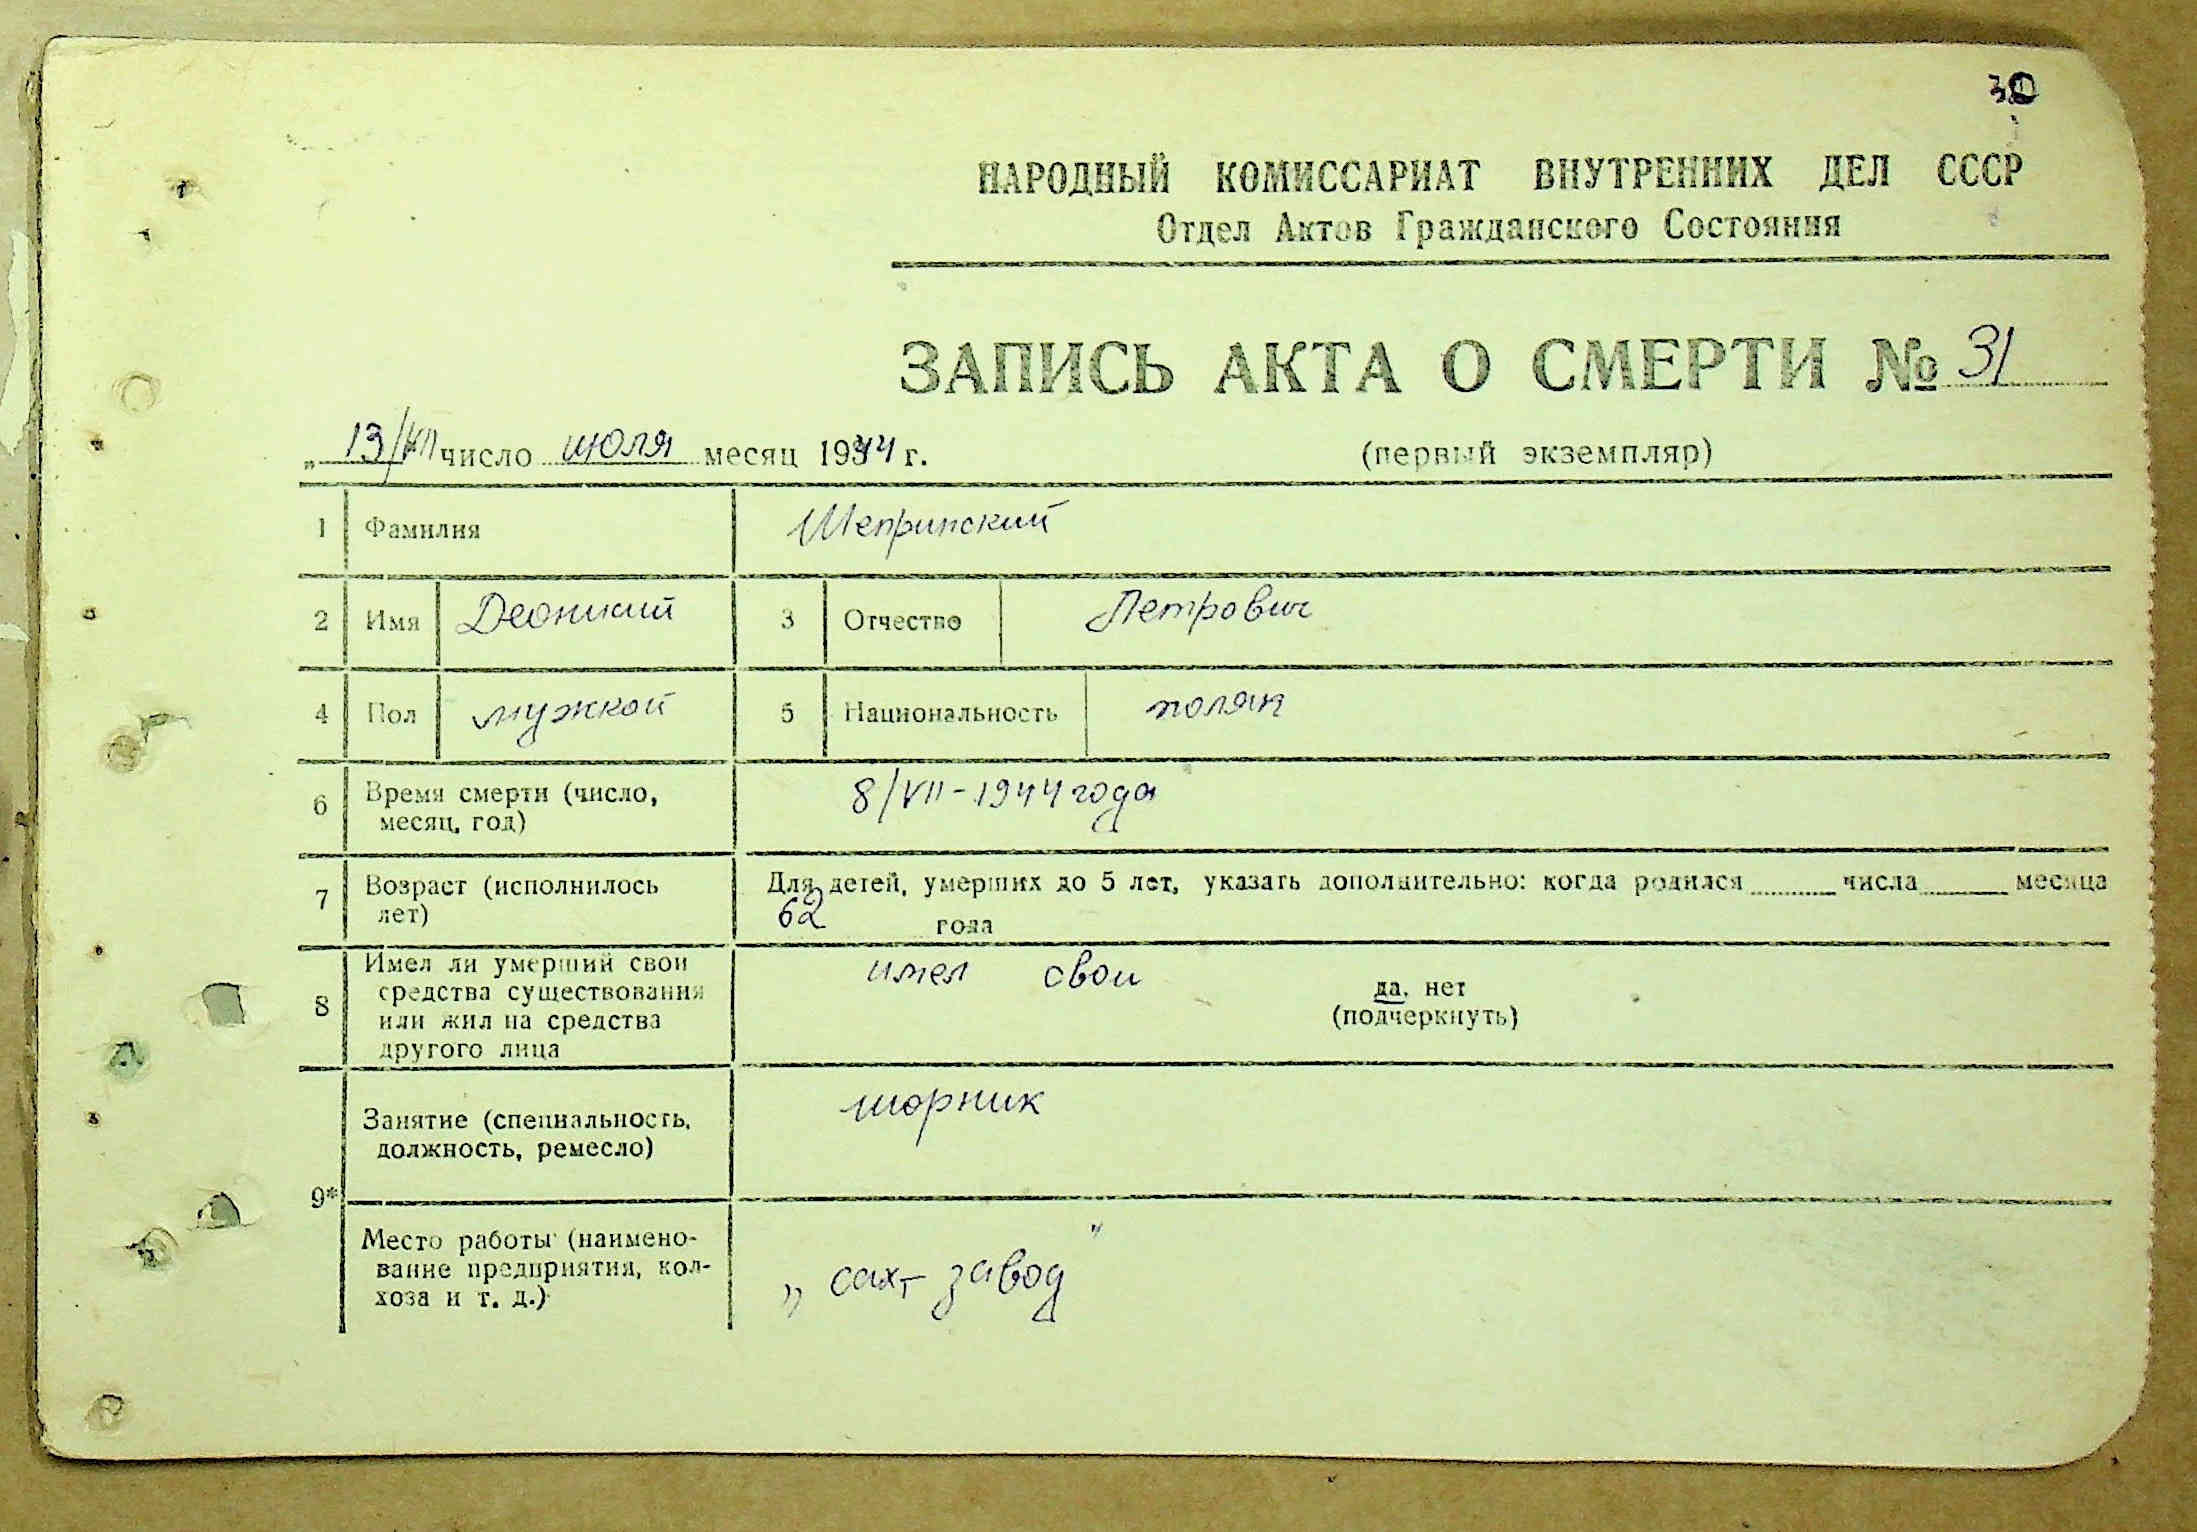 30
НАРОДНЫЙ КОМИССАРИАТ ВНУТРЕННИХ ДЕЛ СССР
Отдел Актов Гражданского Состояния
ЗАПИСЬ АКТА О СМЕРТИ № 31
„13/VII число июля месяц 1944 г. (первый экземпляр)
1 Фамилия
2 Имя 3 Отчество Петрович
4 Пол мужской 5 Национальность поляк
6 Время смерти (число, месяц, год) 8/VII-1944 года
7 Возраст (исполнилось лет) Для детей, умерших до 5 лет, указать дополнительно: когда родился числа месяца
62 года
8 Имел ли умерший свои средства существования или жил на средства другого лица имел свои да, нет
(подчеркнуть)
9* Занятие (специальность, должность, ремесло) шорник
Место работы (наименование предприятия, колхоза и т. д.) „сах, завод"